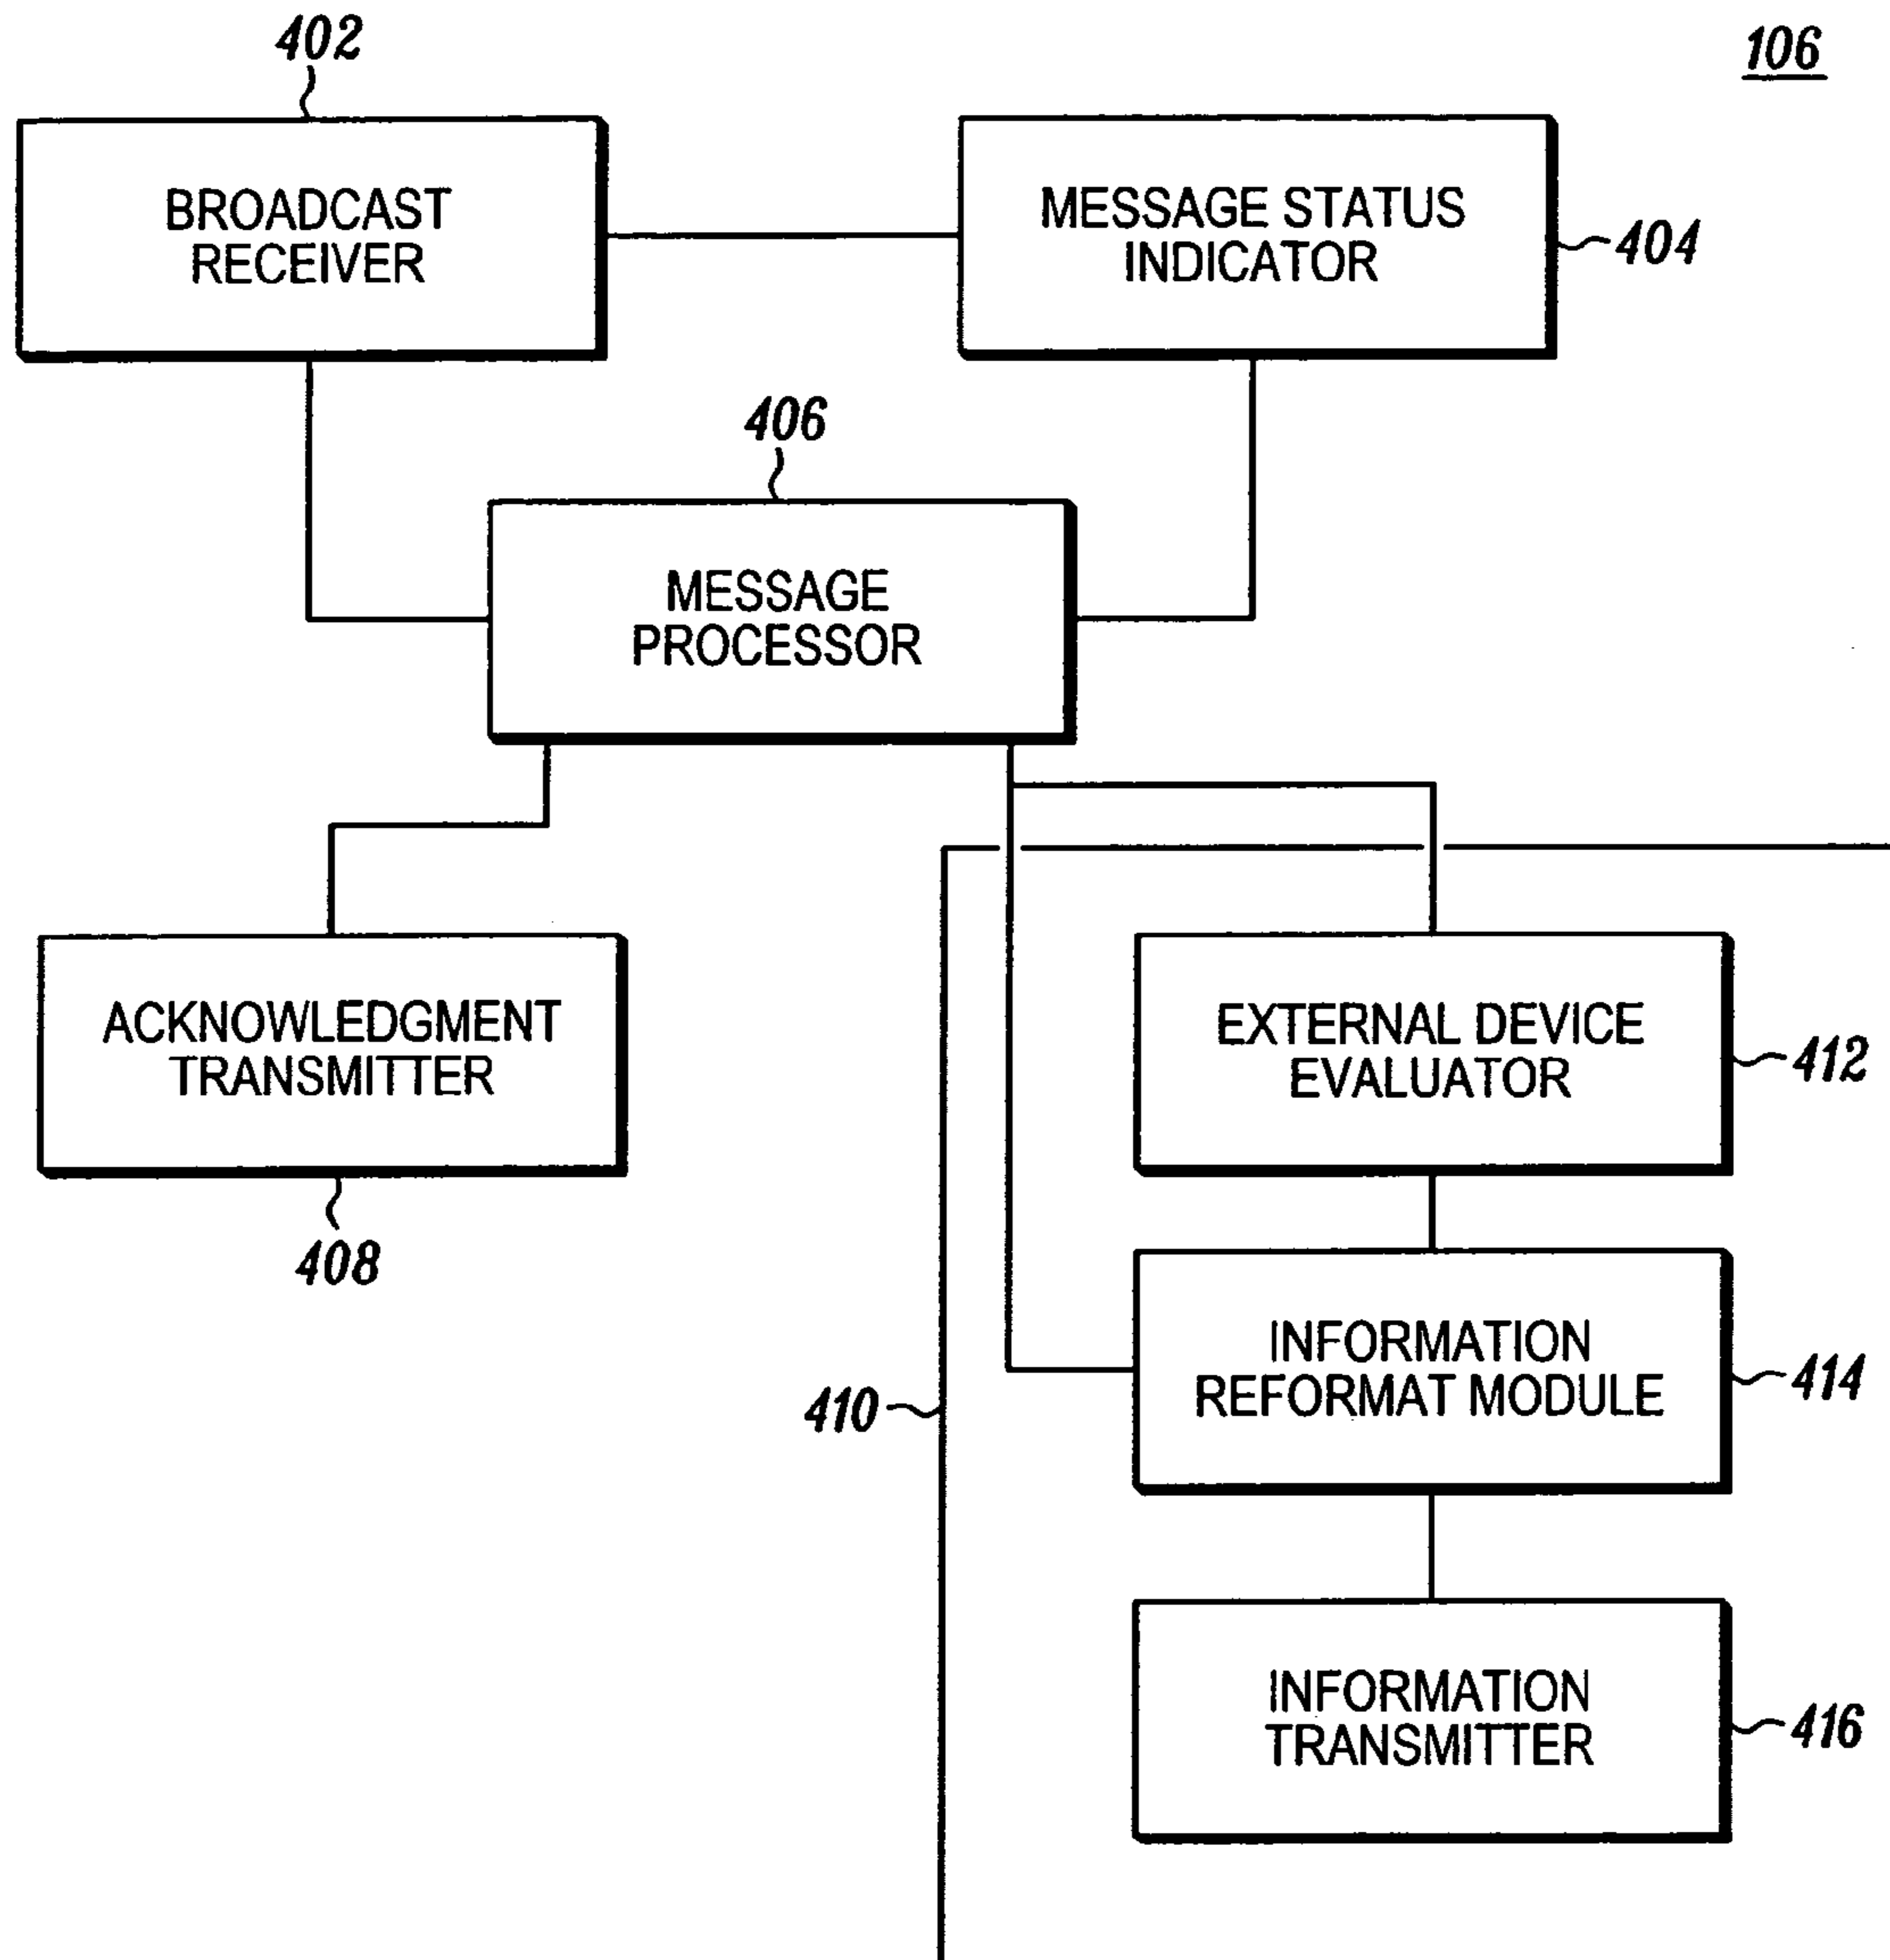 402
106
BROADCAST
RECEIVER
MESSAGE STATUS
INDICATOR
404
406
MESSAGE
PROCESSOR
ACKNOWLEDGMENT
TRANSMITTER
408
EXTERNAL DEVICE
EVALUATOR
412
410
INFORMATION
REFORMAT MODULE
414
INFORMATION
TRANSMITTER
416